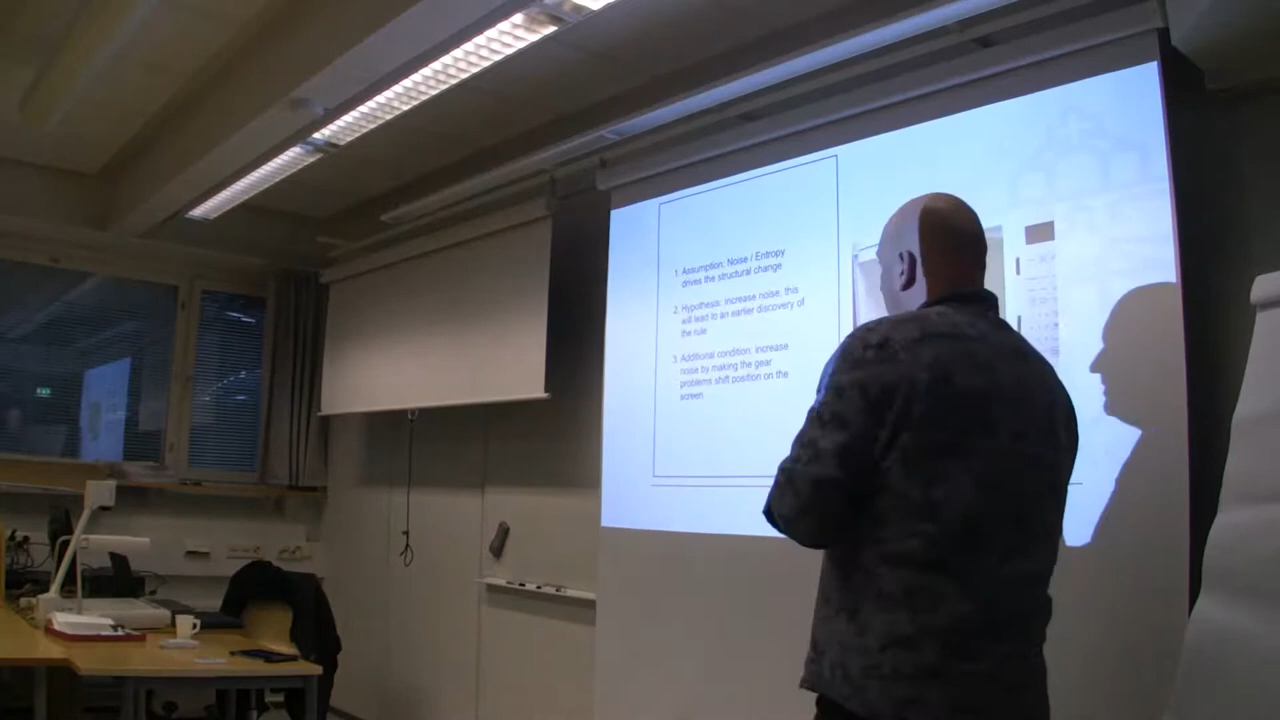 1. Assumption: Noise / Entropy
drives the structural change
2. Hypothesis: increase noise, this
will lead to an earlier discovery of
the rule
3. Additional condition: increase
noise by making the gear
problems shift position on the
screen